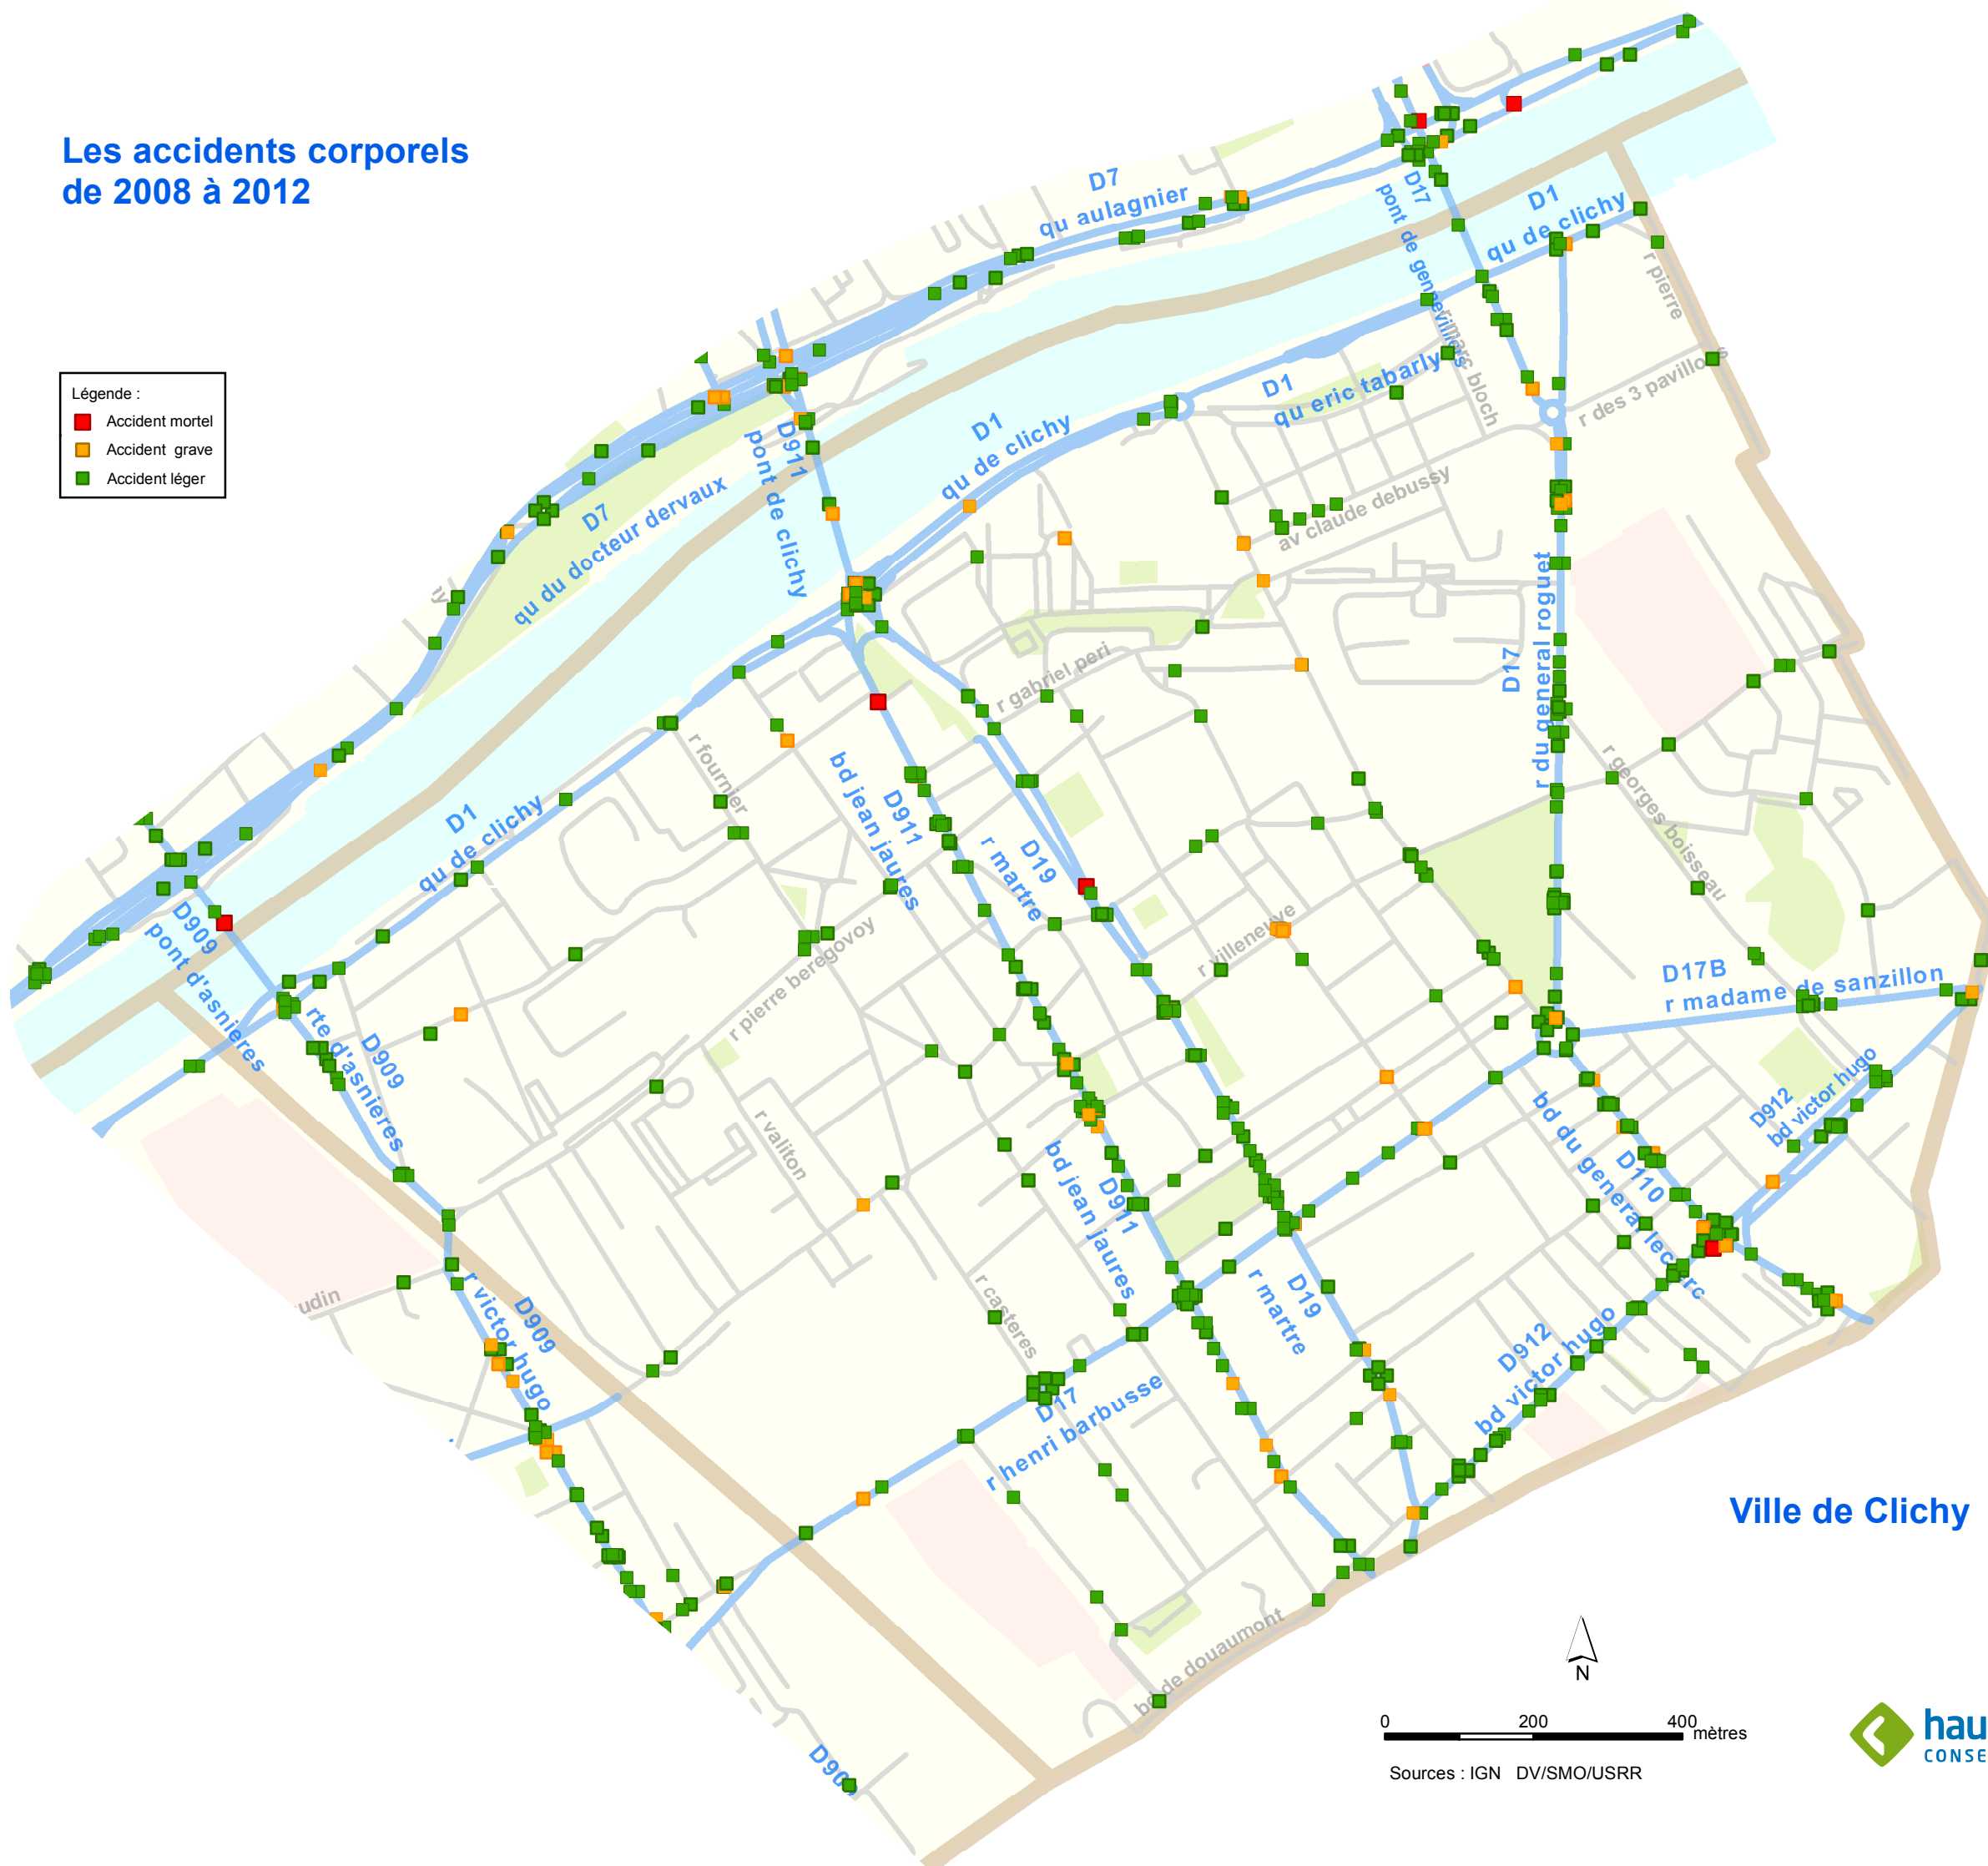 Les accidents corporels
de 2008 à 2012
Légende :
Accident mortel
Accident grave
Accident léger
D7
qu aulagnier
D17
pont de gennevilliers
D1
qu de clichy
r pierre
r marc bloch
r des 3 pavillons
D1
qu eric tabarly
D1
qu de clichy
D911
pont de clichy
D7
qu du docteur dervaux
av claude debussy
D17
r du general roguet
r gabriel peri
r fournier
bd jean jaures
D911
r martre
D19
r georges boisseau
D1
qu de clichy
D909
pont d'asnieres
r pierre beregovoy
r villeneuve
D17B
r madame de sanzillon
rte d'asnieres
D909
r valiton
D912
bd victor hugo
bd du general leclerc
D110
bd jean jaures
D911
udin
r victor hugo
D909
r casteres
r martre
D19
D912
bd victor hugo
D17
r henri barbusse
Ville de Clichy
bd de douaumont
N
0 200 400 mètres
D909
Sources : IGN DV/SMO/USRR
hau
CONSE